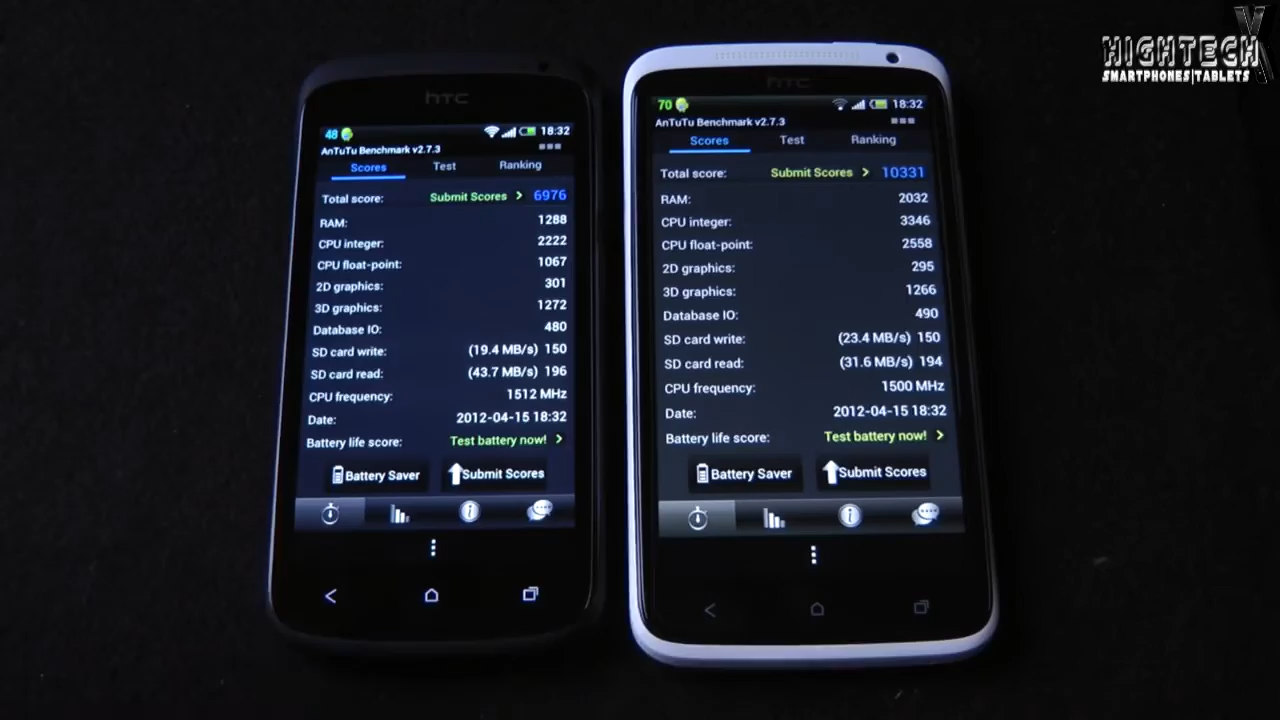 HIGHTECHX
SMARTPHONES|TABLETS
hTC
48 18:32
AnTuTu Benchmark v2.7.3
Scores Test Ranking
Total score: Submit Scores > 6976
RAM: 1288
CPU integer: 2222
CPU float-point: 1067
2D graphics: 301
3D graphics: 1272
Database IO: 480
SD card write: (19.4 MB/s) 150
SD card read: (43.7 MB/s) 196
CPU frequency: 1512 MHz
Date: 2012-04-15 18:32
Battery life score: Test battery now! >
Battery Saver Submit Scores
hTC
70 18:32
AnTuTu Benchmark v2.7.3
Scores Test Ranking
Total score: Submit Scores > 10331
RAM: 2032
CPU integer: 3346
CPU float-point: 2558
2D graphics: 295
3D graphics: 1266
Database IO: 490
SD card write: (23.4 MB/s) 150
SD card read: (31.6 MB/s) 194
CPU frequency: 1500 MHz
Date: 2012-04-15 18:32
Battery life score: Test battery now! >
Battery Saver Submit Scores